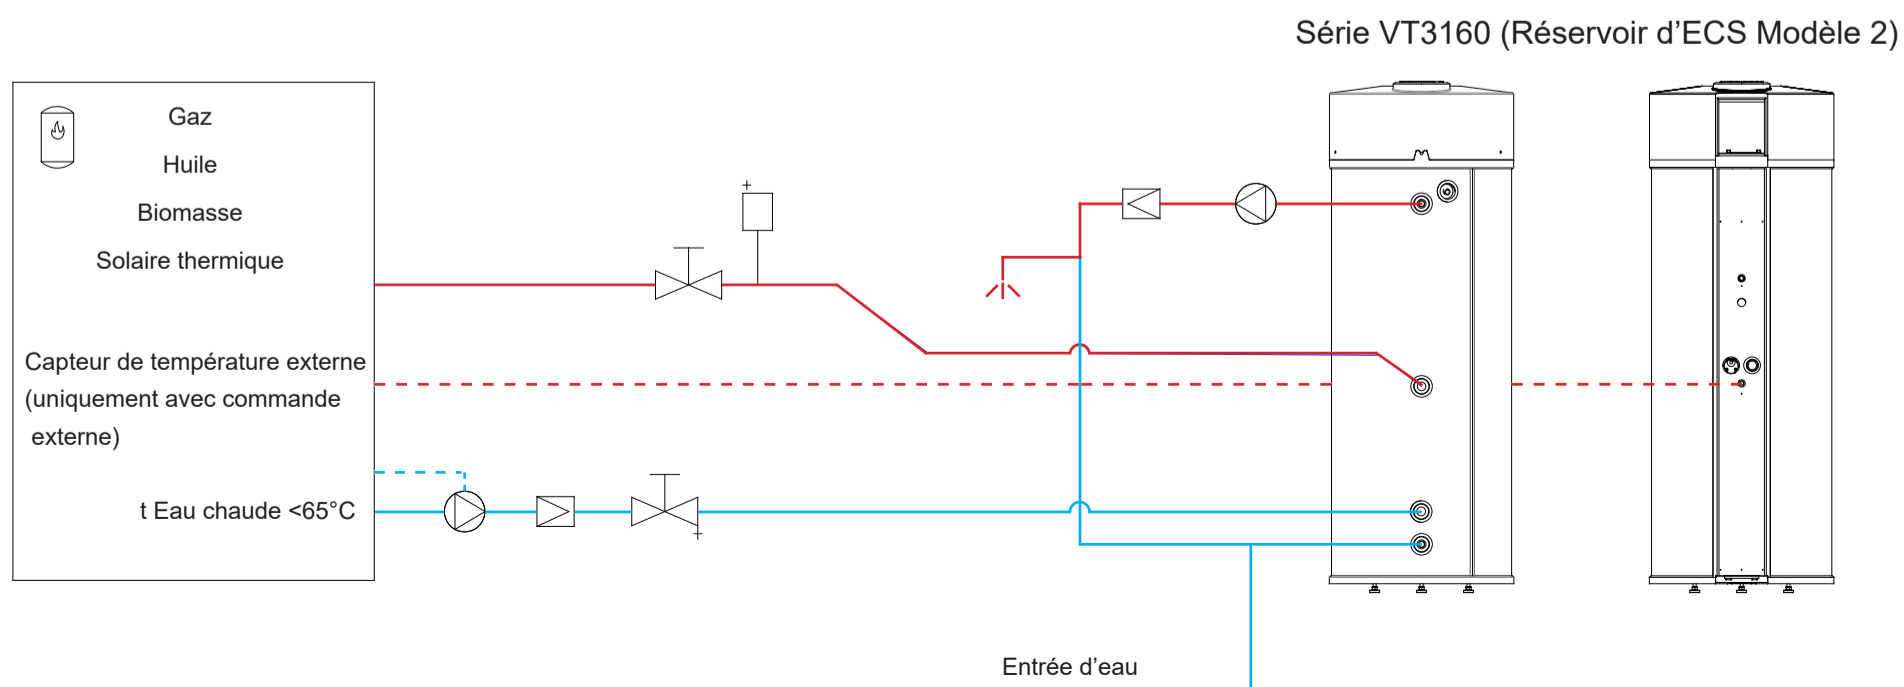 Série VT3160 (Réservoir d’ECS Modèle 2)
Gaz
Huile
Biomasse
Solaire thermique
Capteur de température externe
(uniquement avec commande
externe)
t Eau chaude <65°C
Entrée d’eau